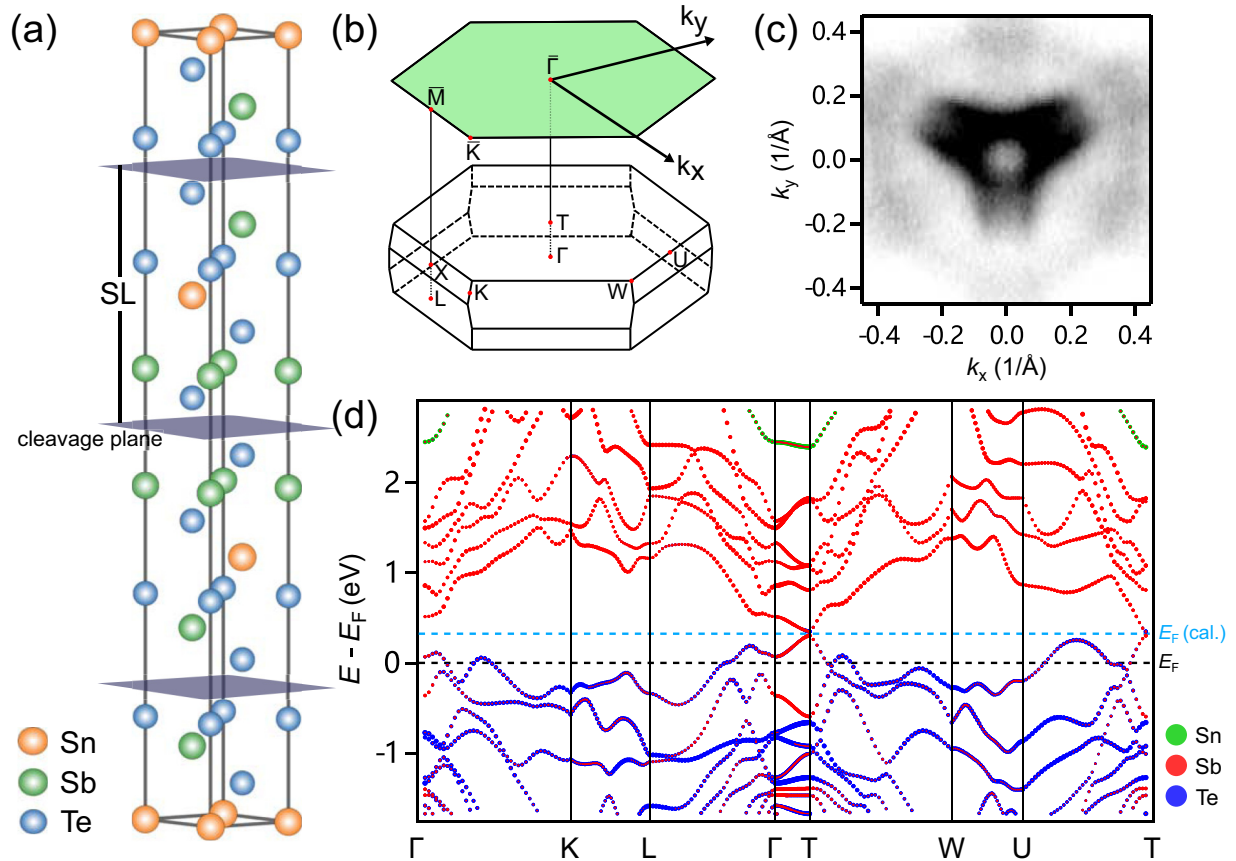 (a)
SL
cleavage plane
Sn
Sb
Te
(b)
k_y
Γ̅
M̅
K̅
k_x
T
Γ
X
U
L
K
W
(c)
0.4
0.2
0.0
-0.2
-0.4
k_y (1/Å)
-0.4 -0.2 0.0 0.2 0.4
k_x (1/Å)
(d)
2
1
0
-1
E - E_F (eV)
E_F (cal.)
E_F
Sn
Sb
Te
Γ K L Γ T W U T